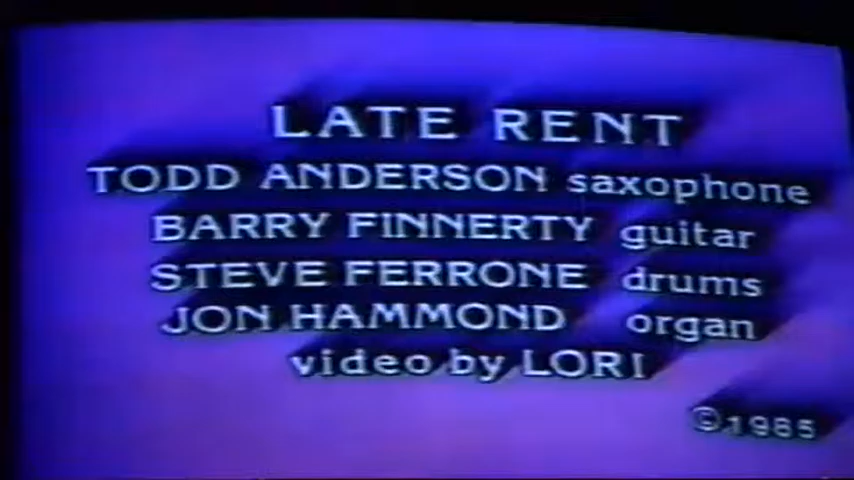 LATE RENT
TODD ANDERSON saxophone
BARRY FINNERTY guitar
STEVE FERRONE drums
JON HAMMOND organ
video by LORI
© 1985